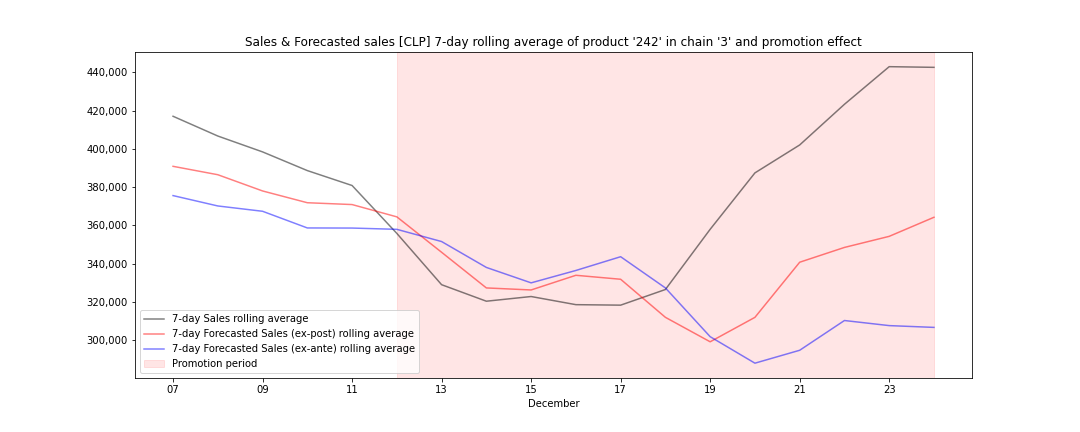 Sales & Forecasted sales [CLP] 7-day rolling average of product '242' in chain '3' and promotion effect
440,000
420,000
400,000
380,000
360,000
340,000
320,000
300,000
7-day Sales rolling average
7-day Forecasted Sales (ex-post) rolling average
7-day Forecasted Sales (ex-ante) rolling average
Promotion period
07 09 11 13 15 17 19 21 23
December